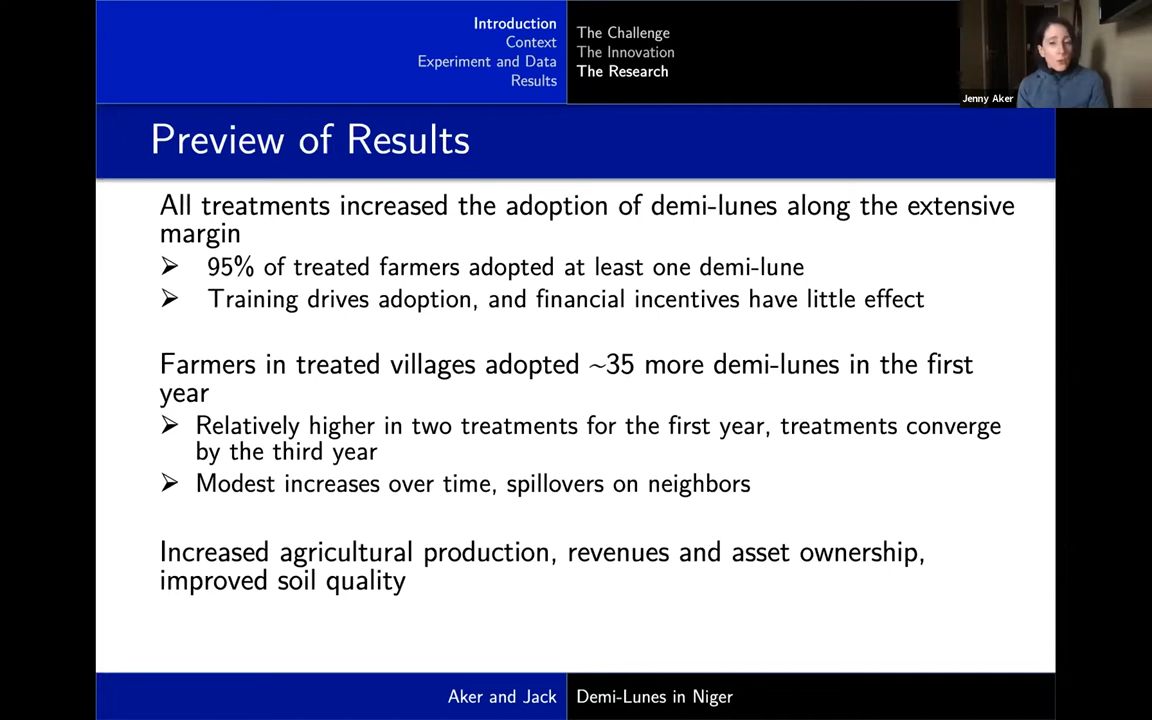 Introduction
Context
Experiment and Data
Results
The Challenge
The Innovation
The Research
Jenny Aker
Preview of Results
All treatments increased the adoption of demi-lunes along the extensive
margin
➢ 95% of treated farmers adopted at least one demi-lune
➢ Training drives adoption, and financial incentives have little effect
Farmers in treated villages adopted ~35 more demi-lunes in the first
year
➢ Relatively higher in two treatments for the first year, treatments converge
by the third year
➢ Modest increases over time, spillovers on neighbors
Increased agricultural production, revenues and asset ownership,
improved soil quality
Aker and Jack
Demi-Lunes in Niger